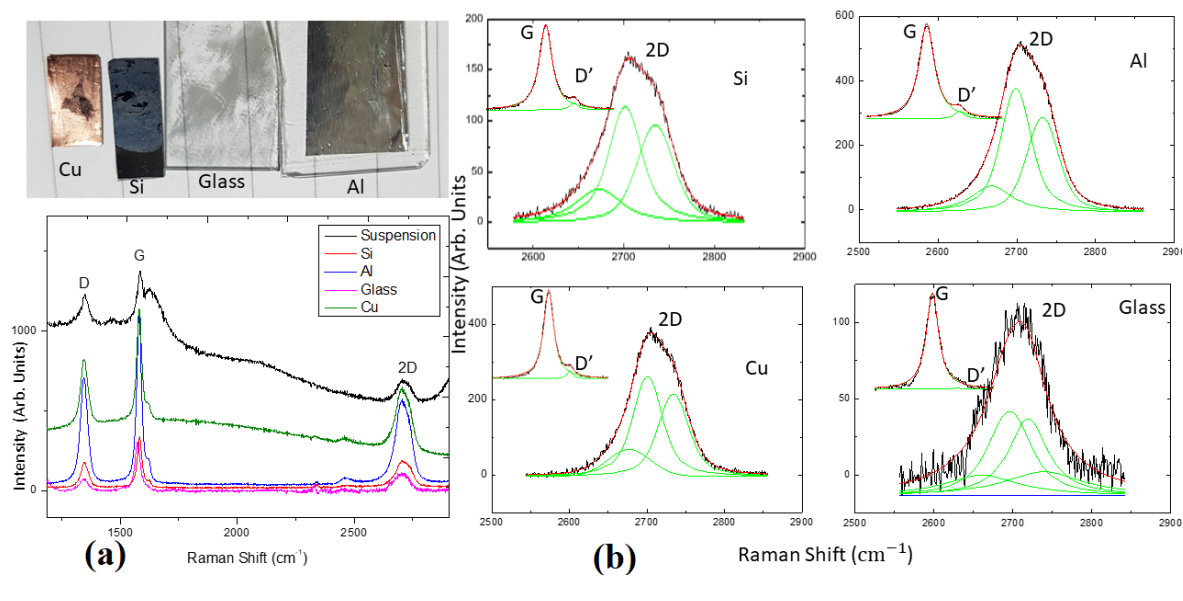 Cu
Si
Glass
Al
D
G
2D
Suspension
Si
Al
Glass
Cu
1000
0
1500
2000
2500
Intensity (Arb. Units)
Raman Shift (cm⁻¹)
(a)
G
D’
2D
Si
200
150
100
50
0
2600
2700
2800
G
D’
2D
Al
600
400
200
0
2500
2600
2700
2800
2900
Intensity (Arb. Units
G
D’
2D
Cu
400
200
0
2500
2600
2700
2800
2900
G
D’
2D
Glass
100
50
0
2500
2600
2700
2800
2900
(b)
Raman Shift (cm⁻¹)